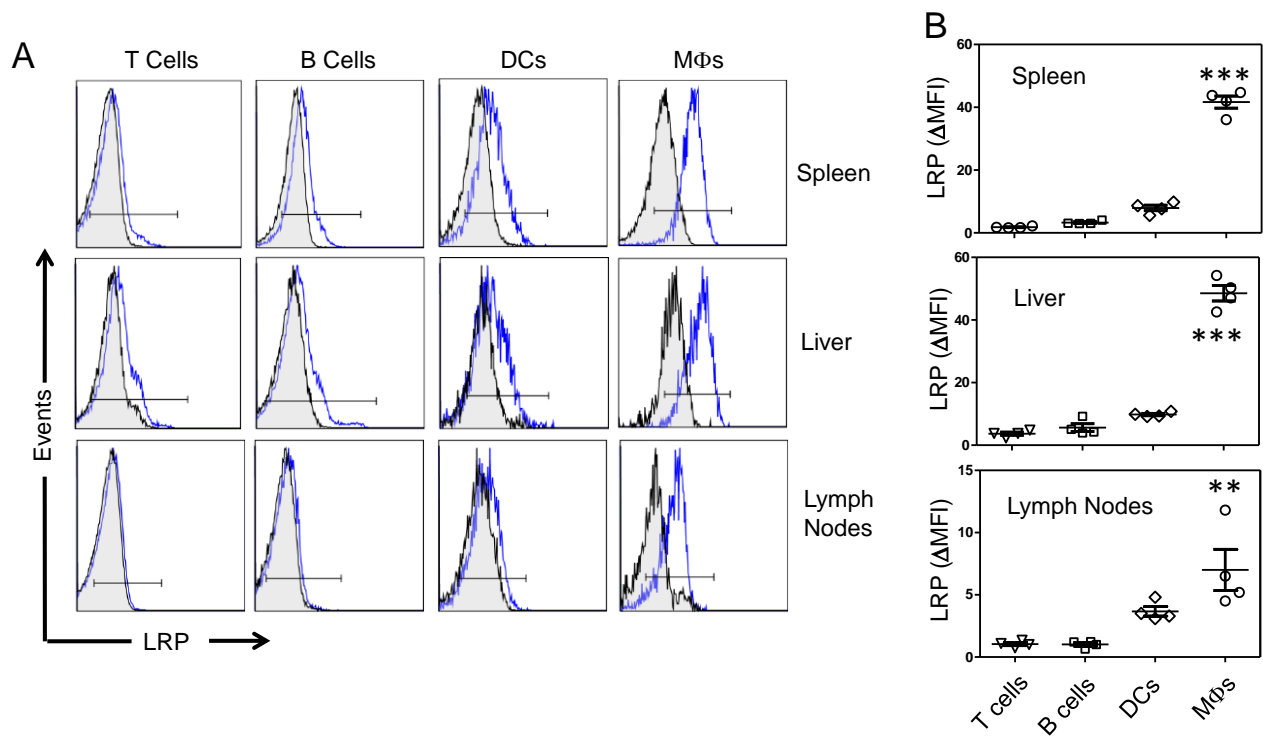 A
T Cells
B Cells
DCs
MΦs
Spleen
Liver
Lymph
Nodes
Events
LRP
B
60
40
20
0
LRP (ΔMFI)
Spleen
***
60
40
20
0
LRP (ΔMFI)
Liver
***
15
10
5
0
LRP (ΔMFI)
Lymph Nodes
**
T cells
B cells
DCs
MΦs